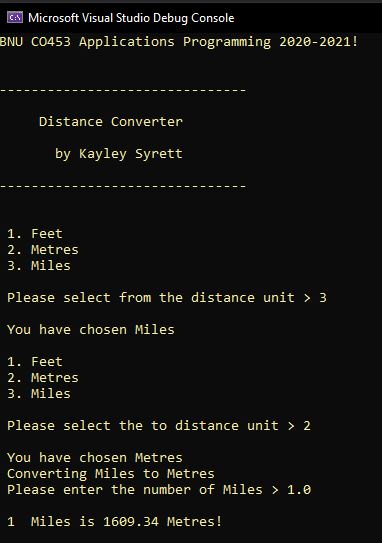 Microsoft Visual Studio Debug Console
BNU CO453 Applications Programming 2020-2021!
-------------------------------
Distance Converter
by Kayley Syrett
-------------------------------
1. Feet
2. Metres
3. Miles
Please select from the distance unit > 3
You have chosen Miles
1. Feet
2. Metres
3. Miles
Please select the to distance unit > 2
You have chosen Metres
Converting Miles to Metres
Please enter the number of Miles > 1.0
1  Miles is 1609.34 Metres!